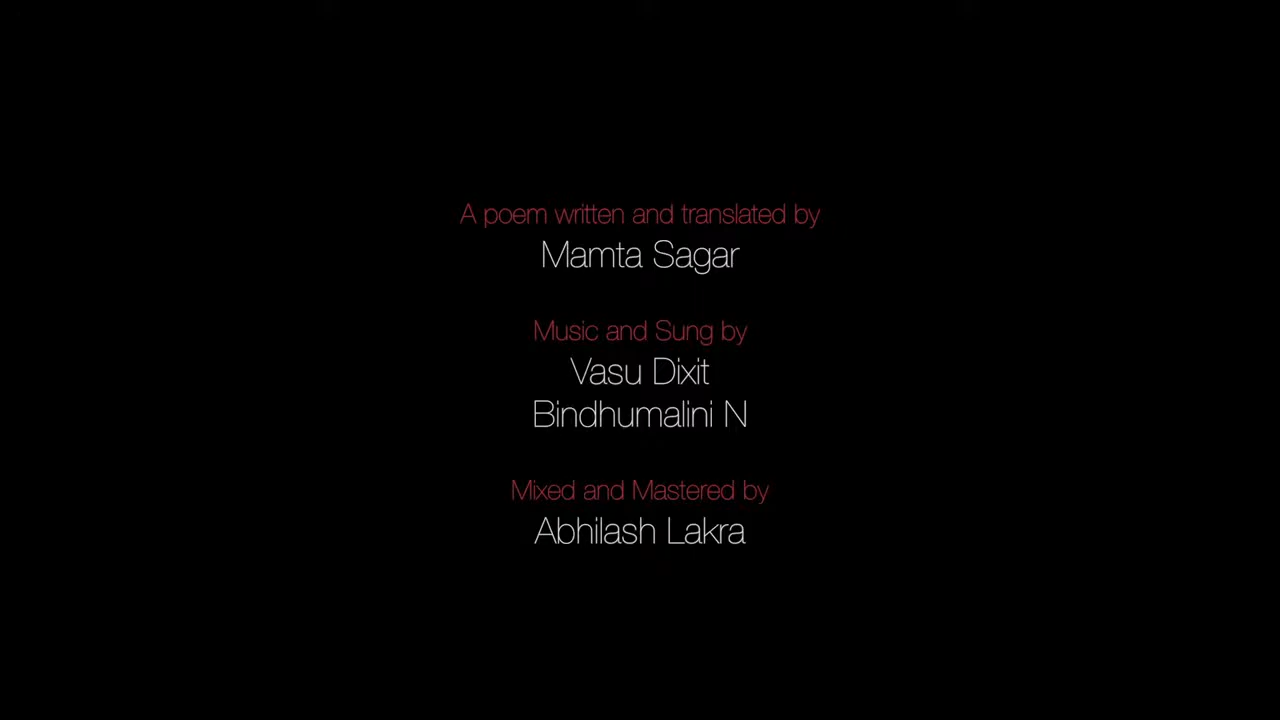 A poem written and translated by
Mamta Sagar
Music and Sung by
Vasu Dixit
Bindhumalini N
Mixed and Mastered by
Abhilash Lakra